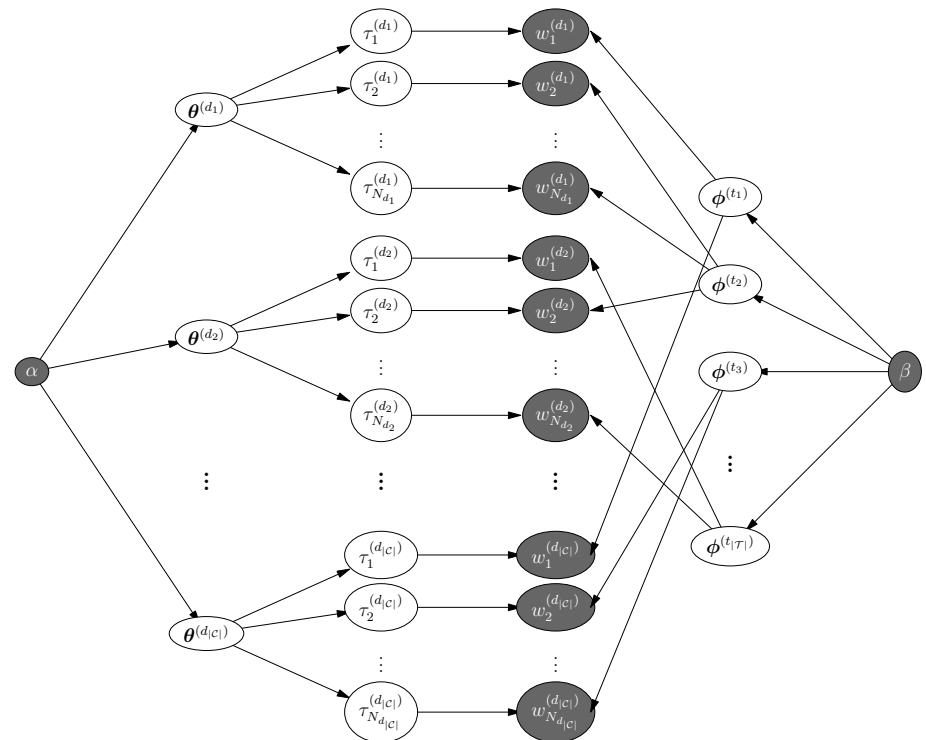 α
θ^{(d_1)}
θ^{(d_2)}
θ^{(d_{|C|})}
τ_1^{(d_1)}
τ_2^{(d_1)}
⋮
τ_{N_{d_1}}^{(d_1)}
τ_1^{(d_2)}
τ_2^{(d_2)}
⋮
τ_{N_{d_2}}^{(d_2)}
⋮ ⋮ ⋮
τ_1^{(d_{|C|})}
τ_2^{(d_{|C|})}
⋮
τ_{N_{d_{|C|}}}^{(d_{|C|})}
w_1^{(d_1)}
w_2^{(d_1)}
⋮
w_{N_{d_1}}^{(d_1)}
w_1^{(d_2)}
w_2^{(d_2)}
⋮
w_{N_{d_2}}^{(d_2)}
w_1^{(d_{|C|})}
w_2^{(d_{|C|})}
⋮
w_{N_{d_{|C|}}}^{(d_{|C|})}
ϕ^{(t_1)}
ϕ^{(t_2)}
ϕ^{(t_3)}
⋮
ϕ^{(t_{|T|})}
β